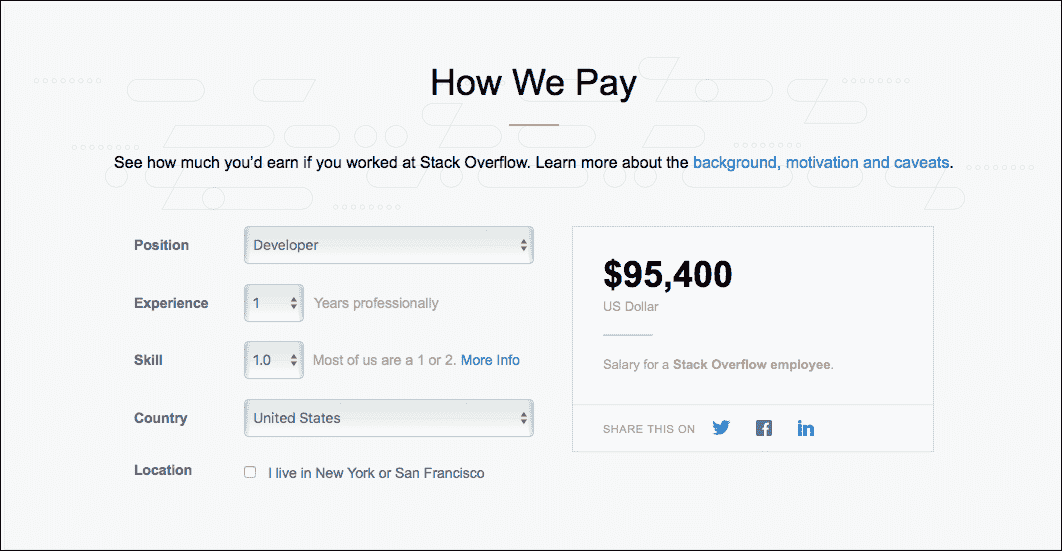 How We Pay
See how much you’d earn if you worked at Stack Overflow. Learn more about the background, motivation and caveats.
Position Developer
Experience 1 Years professionally
Skill 1.0 Most of us are a 1 or 2. More Info
Country United States
Location I live in New York or San Francisco
$95,400
US Dollar
Salary for a Stack Overflow employee.
SHARE THIS ON